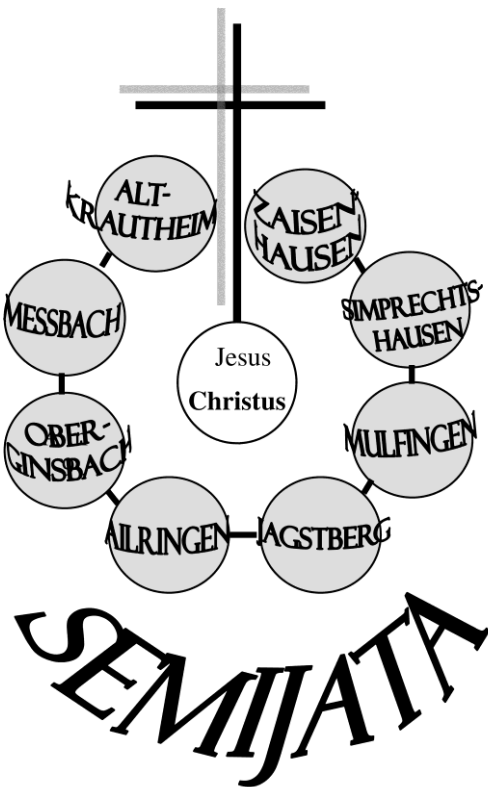 ALT-
KRAUTHEIM
ZAISEN
HAUSEN
MESSBACH
SIMPRECHTS-
HAUSEN
Jesus
Christus
OBER-
GINSBACH
MULFINGEN
AILRINGEN
JAGSTBERG
SEMIJATA